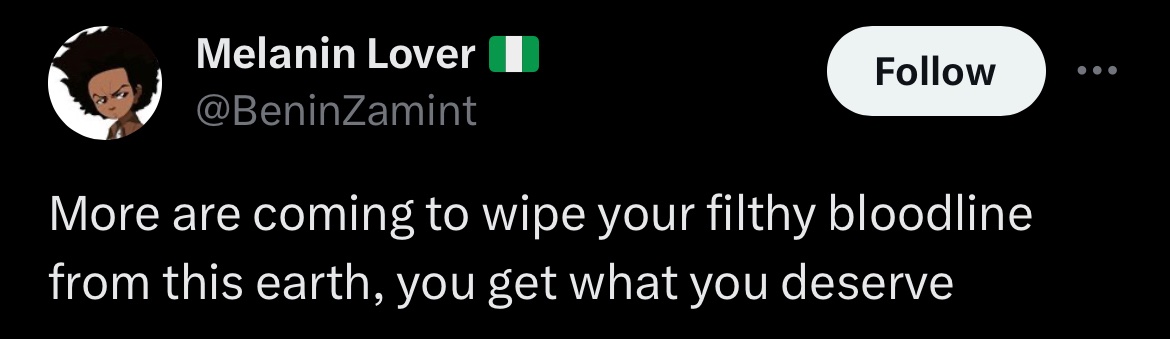 Melanin Lover 🇳🇬
@BeninZamint
Follow
More are coming to wipe your filthy bloodline
from this earth, you get what you deserve